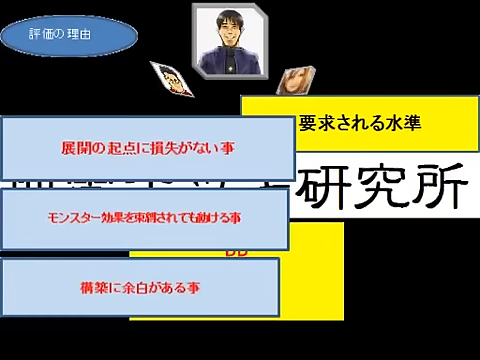 評価の理由
要求される水準
展開の起点に損失がない事
研究所
モンスター効果を束縛されても動ける事
構築に余白がある事